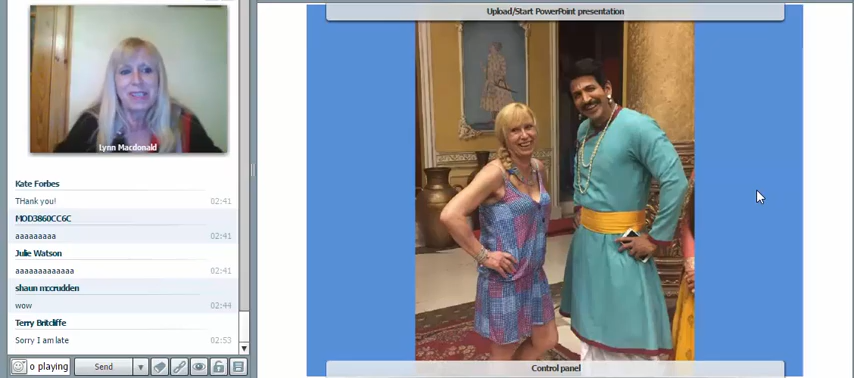 Upload/Start PowerPoint presentation
Lynn Macdonald
Kate Forbes
THank you! 02:41
MOD3860CC6C
aaaaaaaaa 02:41
Julie Watson
aaaaaaaaaaaaa 02:41
shaun mccrudden
wow 02:44
Terry Britcliffe
Sorry I am late 02:53
o playing
Send
Control panel